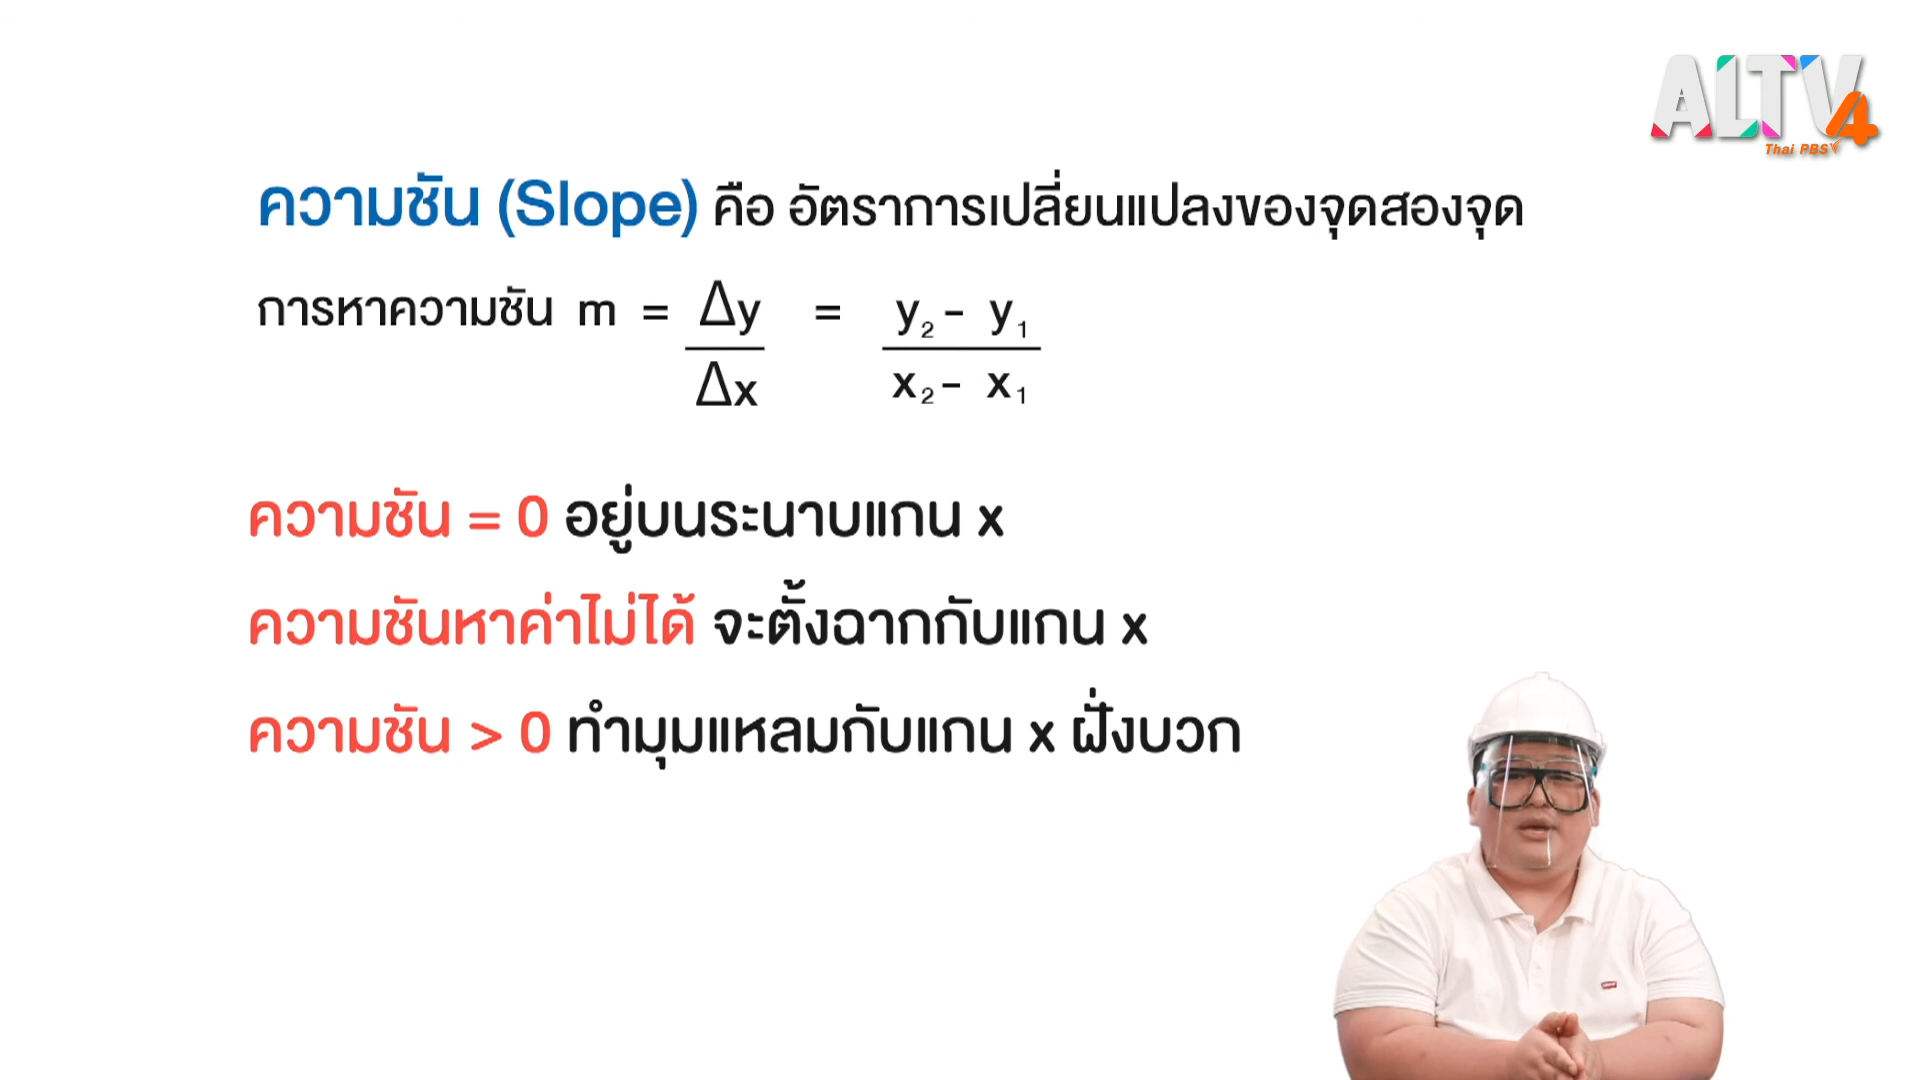 ALTV4
Thai PBS
ความชัน (Slope) คือ อัตราการเปลี่ยนแปลงของจุดสองจุด
การหาความชัน m = Δy/Δx = y₂ - y₁ / x₂ - x₁
ความชัน = 0 อยู่บนระนาบแกน x
ความชันหาค่าไม่ได้ จะตั้งฉากกับแกน x
ความชัน > 0 ทำมุมแหลมกับแกน x ฝั่งบวก